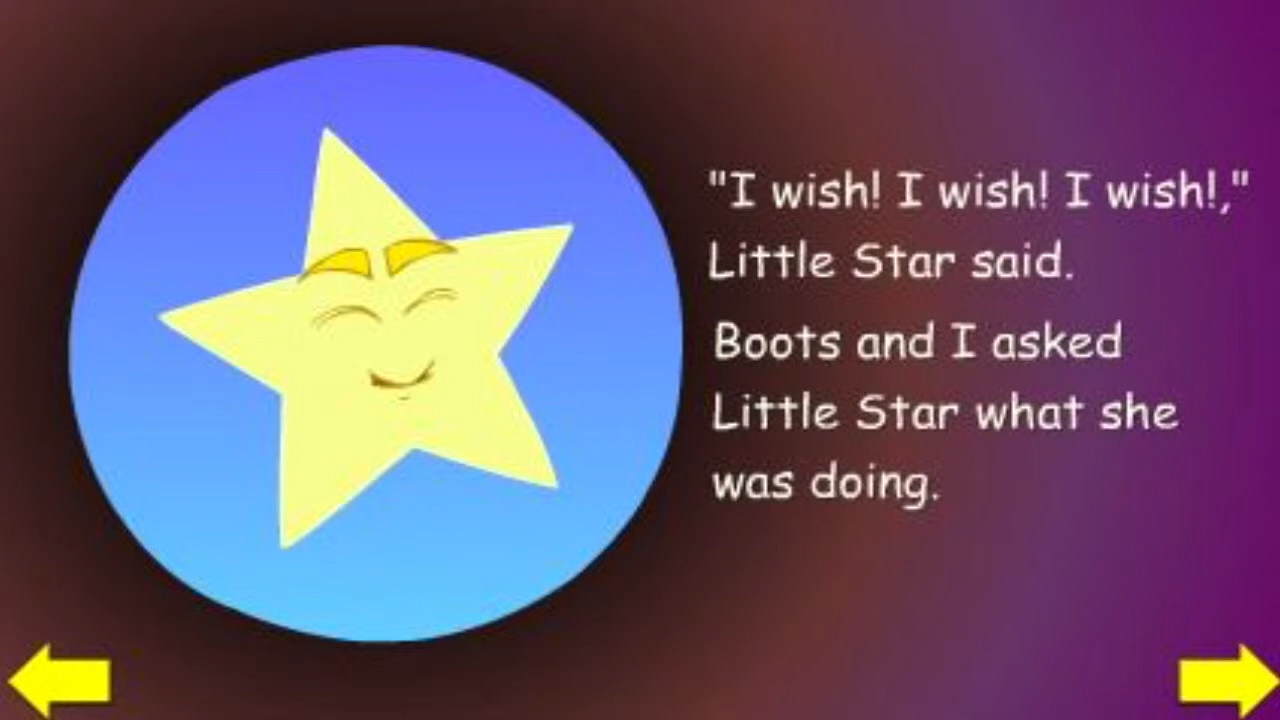 "I wish! I wish! I wish!,"
Little Star said.
Boots and I asked
Little Star what she
was doing.